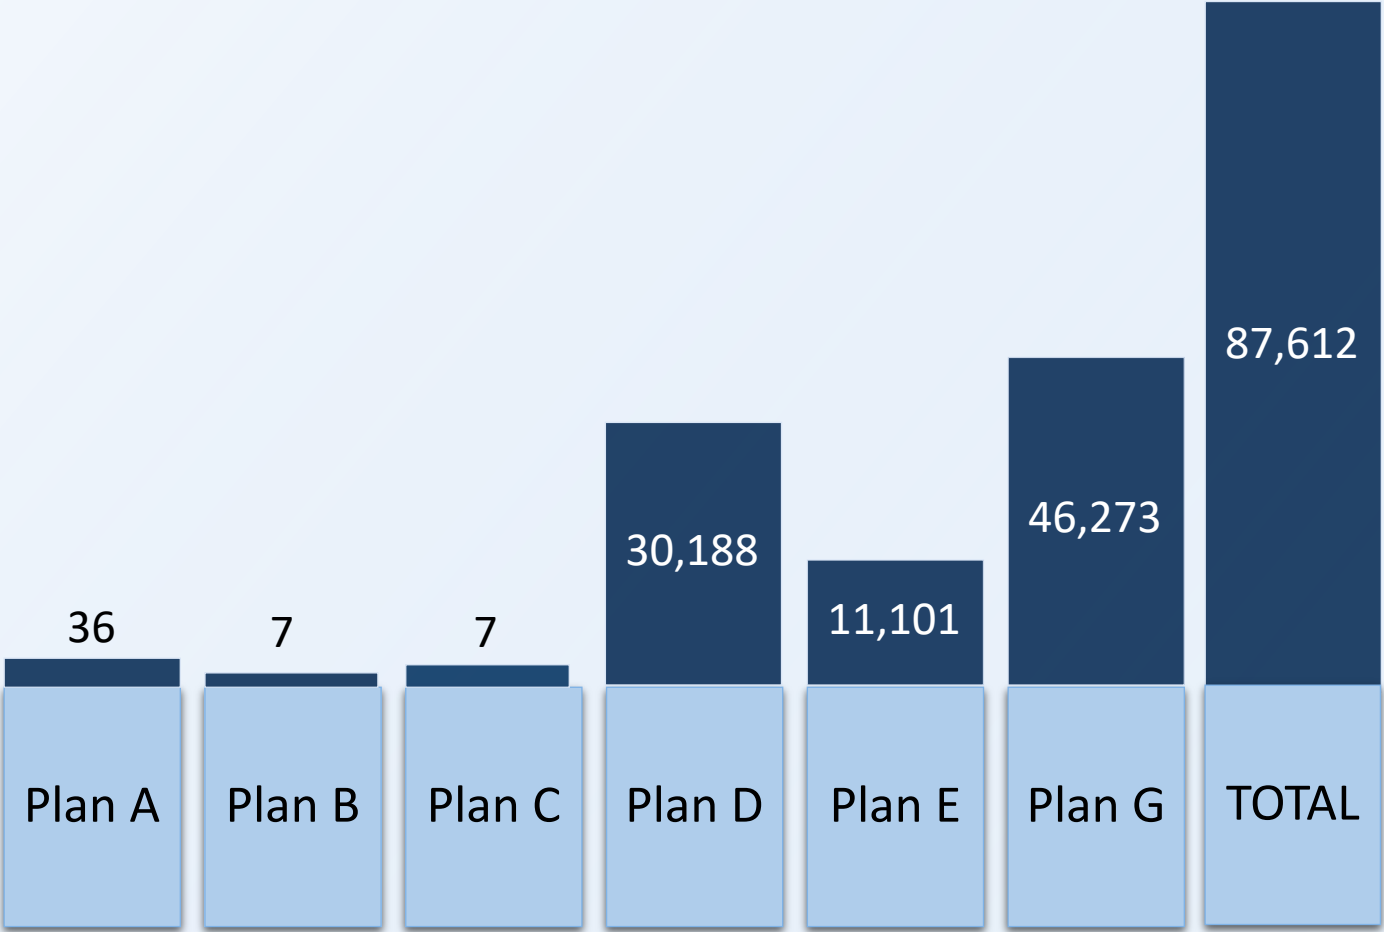 36
7
7
30,188
11,101
46,273
87,612
Plan A
Plan B
Plan C
Plan D
Plan E
Plan G
TOTAL